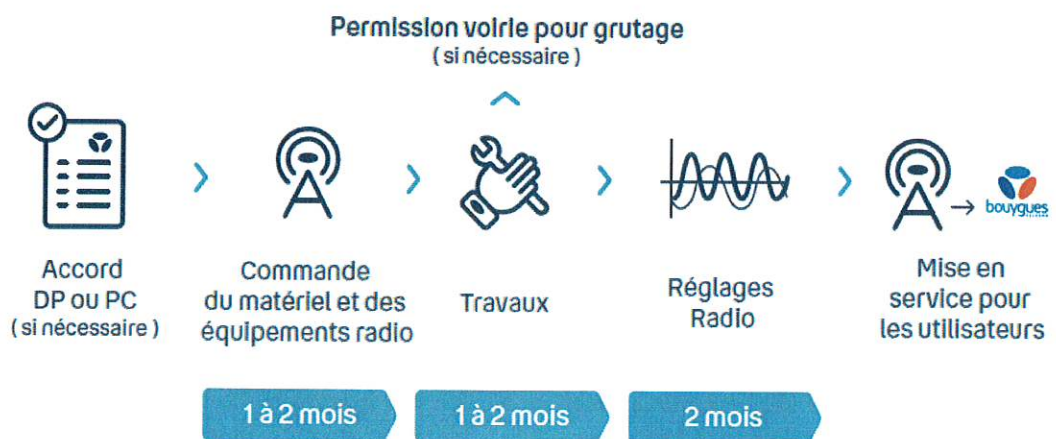 Permission voirie pour grutage
( si nécessaire )
Accord
DP ou PC
( si nécessaire )
Commande
du matériel et des
équipements radio
Travaux
Réglages
Radio
bouygues
Mise en
service pour
les utilisateurs
1 à 2 mois
1 à 2 mois
2 mois